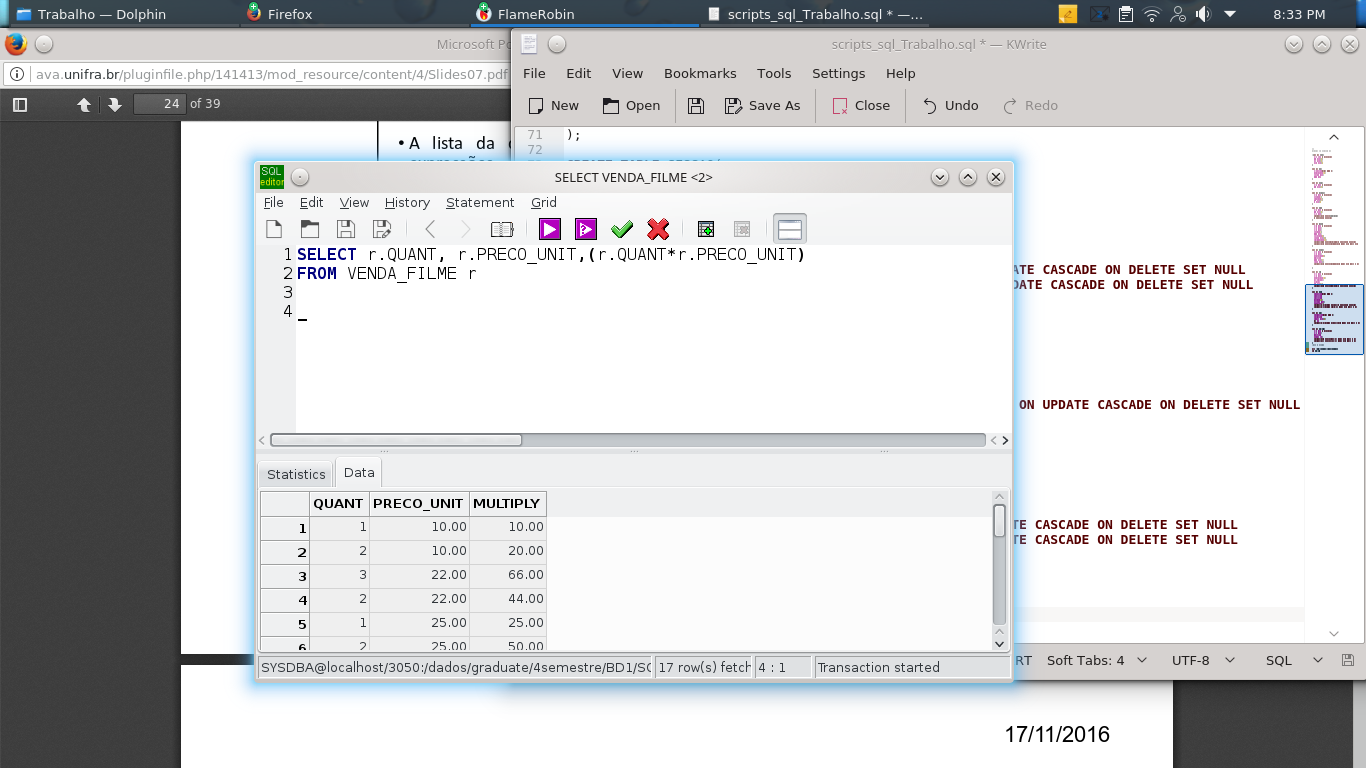 Trabalho — Dolphin
Firefox
FlameRobin
scripts_sql_Trabalho.sql * —...
8:33 PM
Microsoft Po
scripts_sql_Trabalho.sql * — KWrite
ava.unifra.br/pluginfile.php/141413/mod_resource/content/4/Slides07.pdf
File Edit View Bookmarks Tools Settings Help
24 of 39
New Open Save As Close Undo Redo
• A lista da
71 );
72
SQL editor
SELECT VENDA_FILME <2>
File Edit View History Statement Grid
1 SELECT r.QUANT, r.PRECO_UNIT,(r.QUANT*r.PRECO_UNIT)
2 FROM VENDA_FILME r
3
4
ATE CASCADE ON DELETE SET NULL
DATE CASCADE ON DELETE SET NULL
ON UPDATE CASCADE ON DELETE SET NULL
TE CASCADE ON DELETE SET NULL
TE CASCADE ON DELETE SET NULL
Statistics Data
QUANT PRECO_UNIT MULTIPLY
1 1 10.00 10.00
2 2 10.00 20.00
3 3 22.00 66.00
4 2 22.00 44.00
5 1 25.00 25.00
6 2 25.00 50.00
SYSDBA@localhost/3050:/dados/graduate/4semestre/BD1/SC 17 row(s) fetch 4 : 1 Transaction started
RT Soft Tabs: 4 UTF-8 SQL
17/11/2016